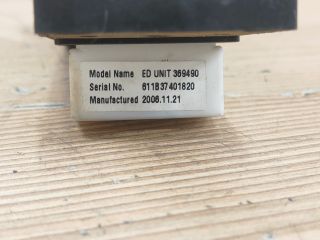 Model Name ED UNIT 369490
Serial No. 611B37401820
Manufactured 2006.11.21